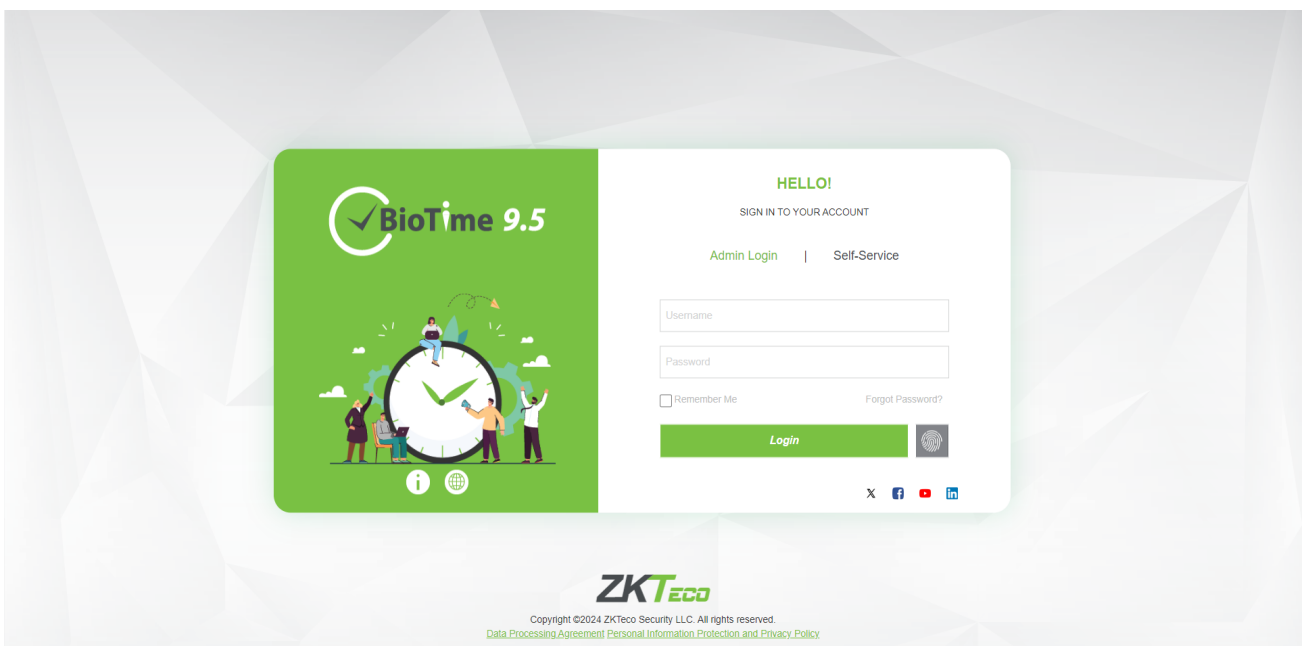 BioTime 9.5
HELLO!
SIGN IN TO YOUR ACCOUNT
Admin Login | Self-Service
Username
Password
Remember Me Forgot Password?
Login
ZKTeco
Copyright ©2024 ZKTeco Security LLC. All rights reserved.
Data Processing Agreement Personal Information Protection and Privacy Policy